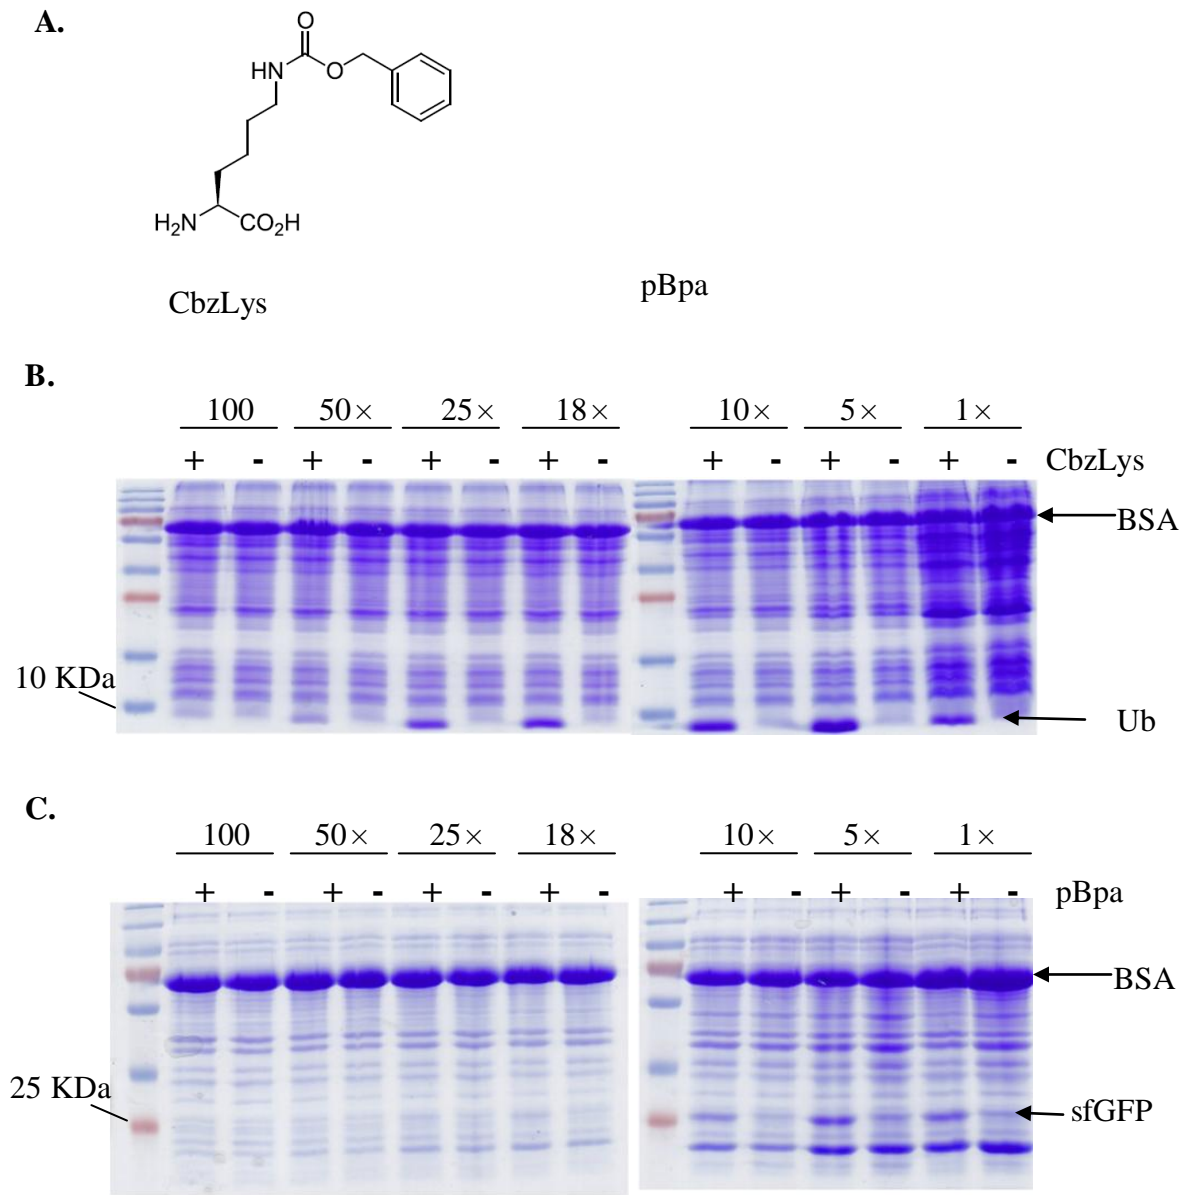 A.
O
HN
O
H₂N
CO₂H
CbzLys
pBpa
B.
100 50× 25× 18× 10× 5× 1×
+ - + - + - + - + - + - + - CbzLys
BSA
10 KDa
Ub
C.
100 50× 25× 18× 10× 5× 1×
+ - + - + - + - + - + - + - pBpa
BSA
25 KDa
sfGFP